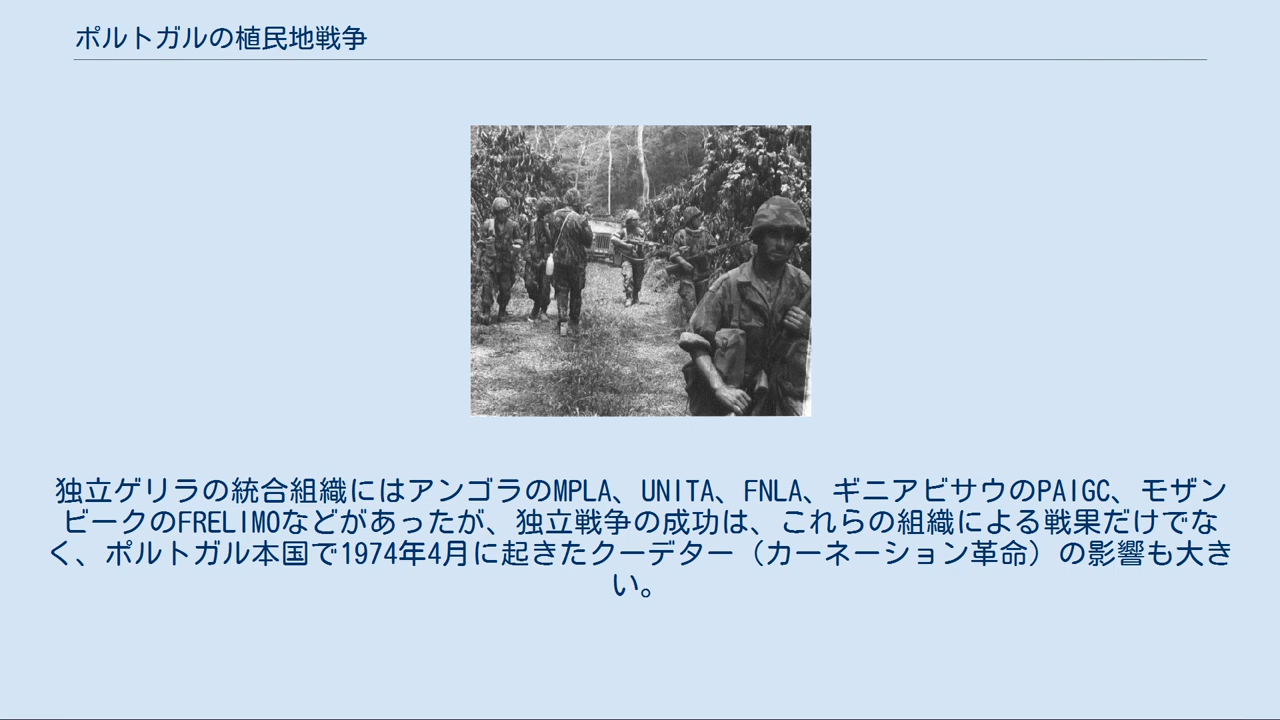 ポルトガルの植民地戦争
独立ゲリラの統合組織にはアンゴラのMPLA、UNITA、FNLA、ギニアビサウのPAIGC、モザン
ビークのFRELIMOなどがあったが、独立戦争の成功は、これらの組織による戦果だけでな
く、ポルトガル本国で1974年4月に起きたクーデター（カーネーション革命）の影響も大き
い。